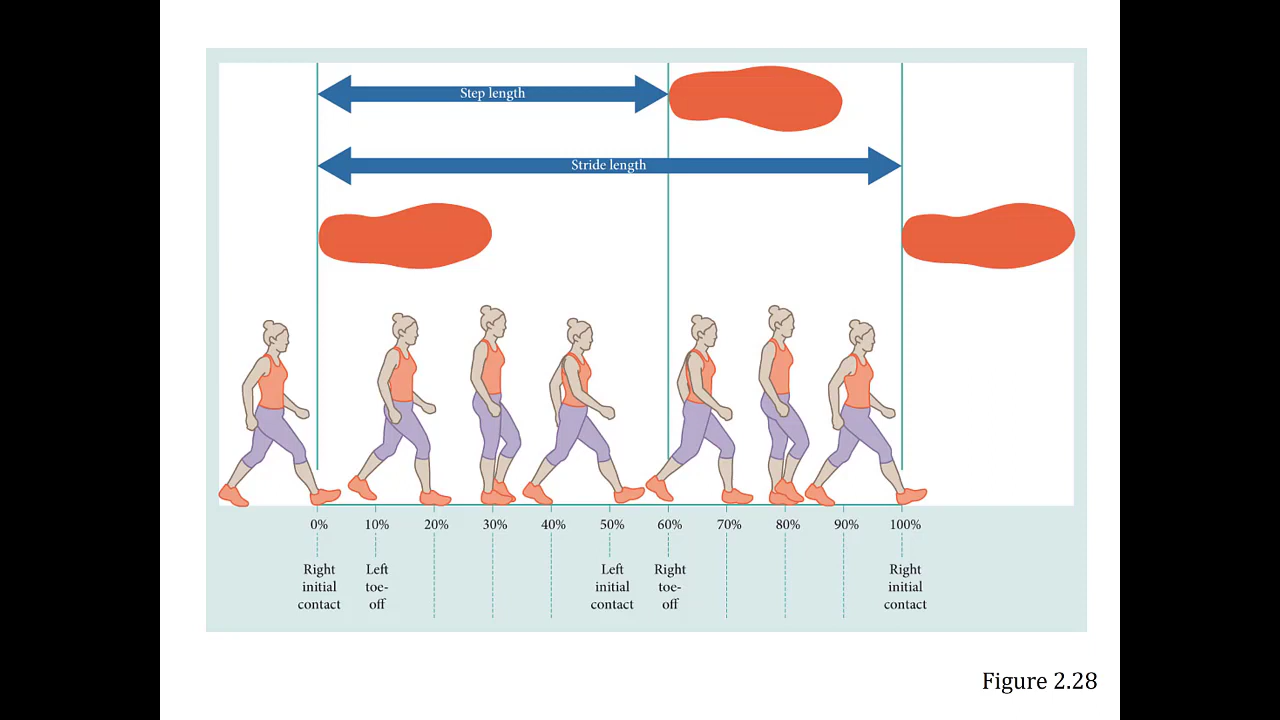 Step length
Stride length
0% 10% 20% 30% 40% 50% 60% 70% 80% 90% 100%
Right initial contact
Left toe-off
Left initial contact
Right toe-off
Right initial contact
Figure 2.28